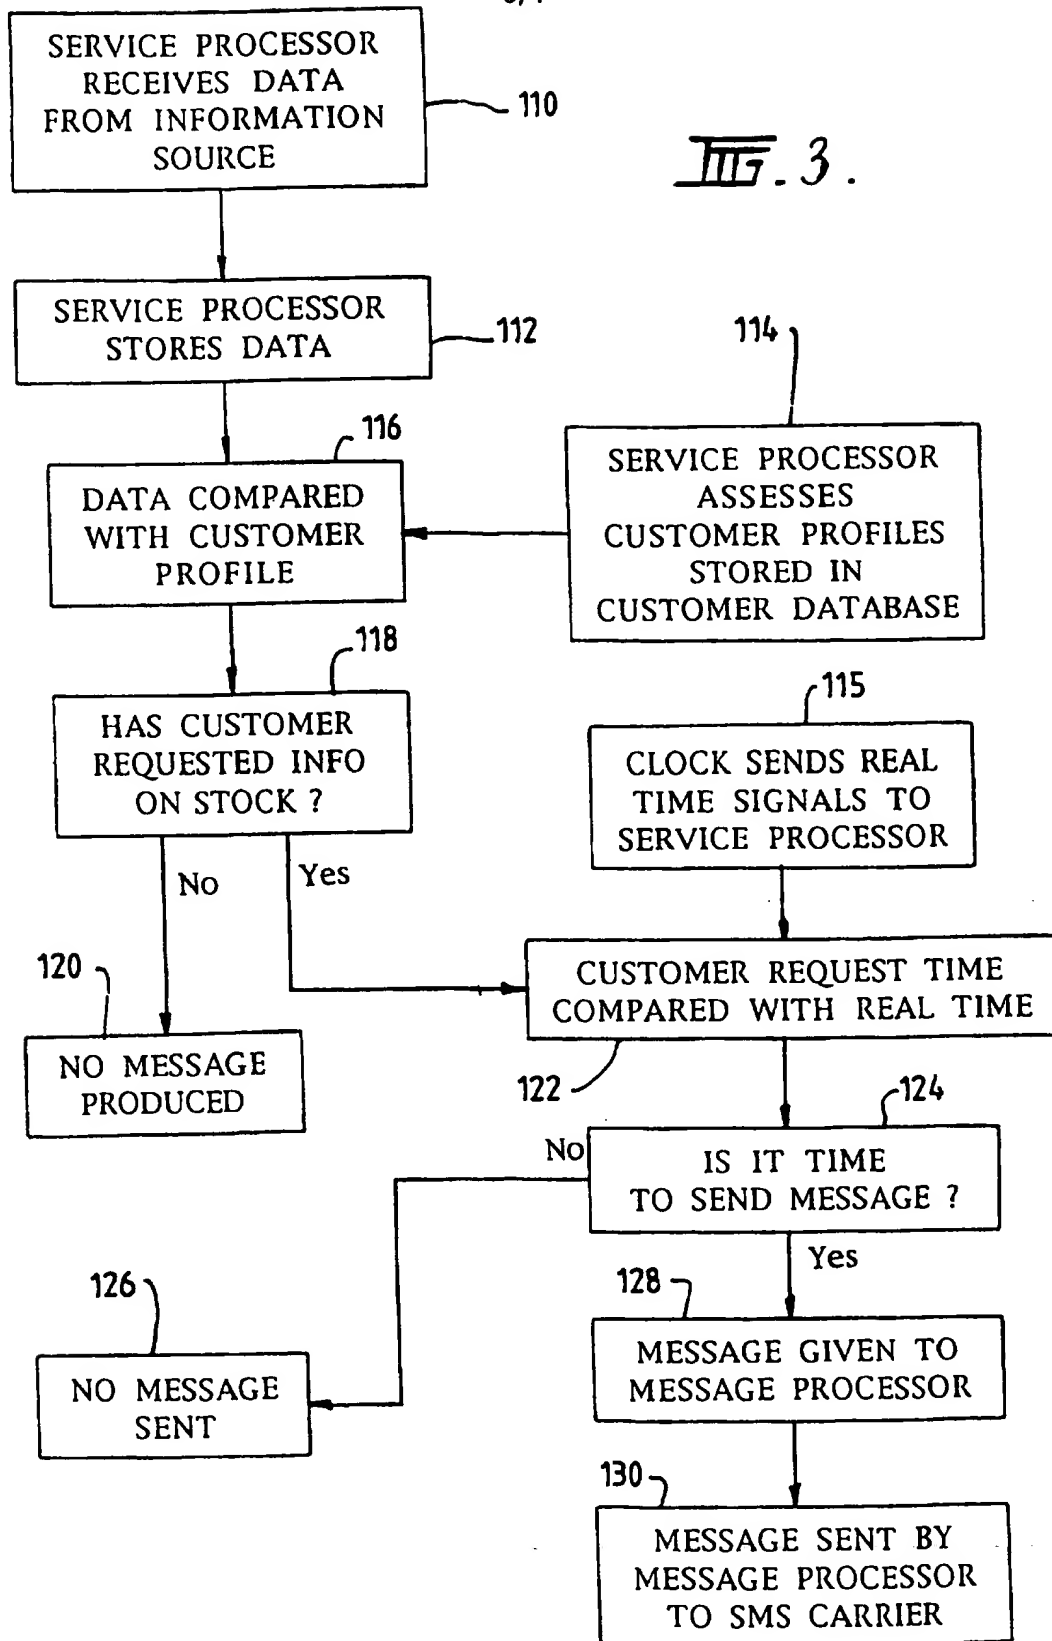 SERVICE PROCESSOR
RECEIVES DATA
FROM INFORMATION
SOURCE
110
FIG. 3.
SERVICE PROCESSOR
STORES DATA
112
114
116
DATA COMPARED
WITH CUSTOMER
PROFILE
SERVICE PROCESSOR
ASSESSES
CUSTOMER PROFILES
STORED IN
CUSTOMER DATABASE
118
HAS CUSTOMER
REQUESTED INFO
ON STOCK ?
115
CLOCK SENDS REAL
TIME SIGNALS TO
SERVICE PROCESSOR
No
Yes
120
NO MESSAGE
PRODUCED
CUSTOMER REQUEST TIME
COMPARED WITH REAL TIME
122
124
No
IS IT TIME
TO SEND MESSAGE ?
Yes
126
NO MESSAGE
SENT
128
MESSAGE GIVEN TO
MESSAGE PROCESSOR
130
MESSAGE SENT BY
MESSAGE PROCESSOR
TO SMS CARRIER